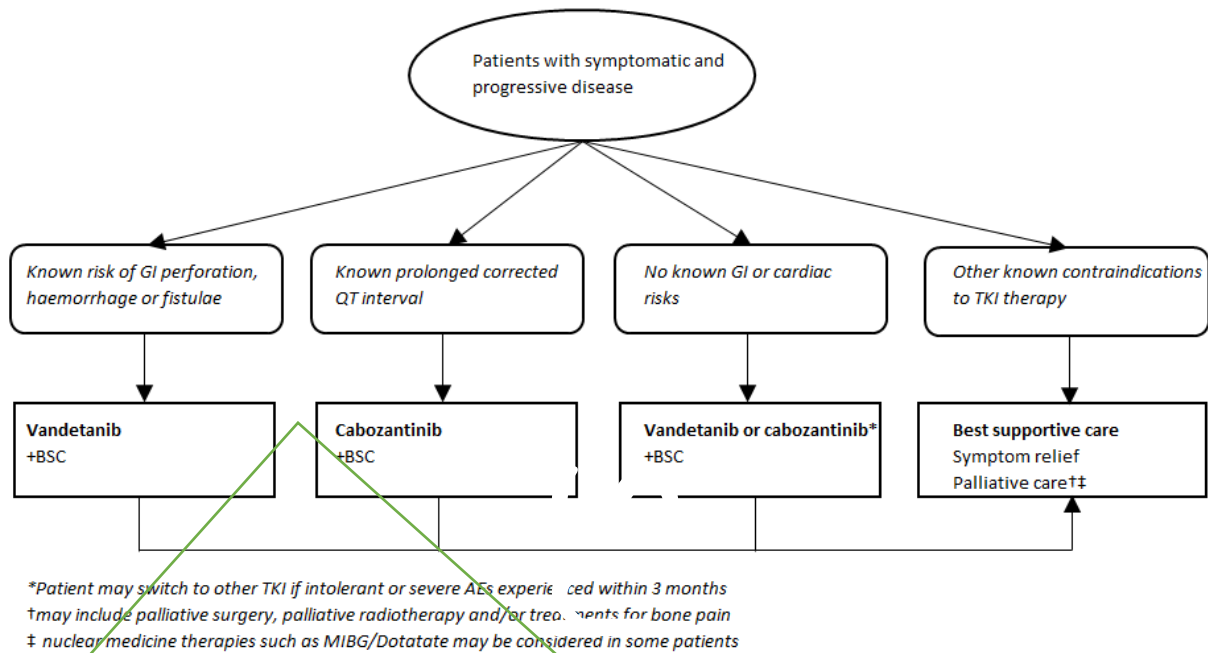 Patients with symptomatic and
progressive disease
Known risk of GI perforation,
haemorrhage or fistulae
Known prolonged corrected
QT interval
No known GI or cardiac
risks
Other known contraindications
to TKI therapy
Vandetanib
+BSC
Cabozantinib
+BSC
Vandetanib or cabozantinib*
+BSC
Best supportive care
Symptom relief
Palliative care†‡
*Patient may switch to other TKI if intolerant or severe AEs experienced within 3 months
†may include palliative surgery, palliative radiotherapy and/or treatments for bone pain
‡ nuclear medicine therapies such as MIBG/Dotatate may be considered in some patients